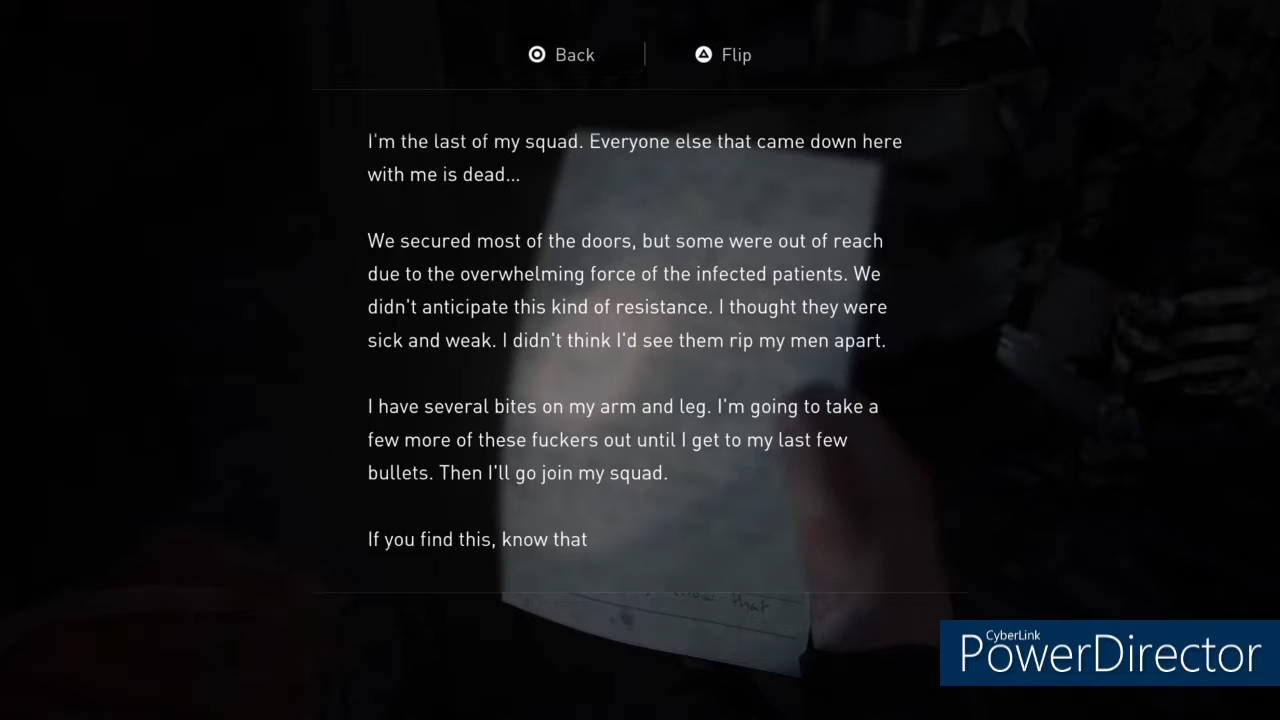 Back
Flip
I'm the last of my squad. Everyone else that came down here
with me is dead...
We secured most of the doors, but some were out of reach
due to the overwhelming force of the infected patients. We
didn't anticipate this kind of resistance. I thought they were
sick and weak. I didn't think I'd see them rip my men apart.
I have several bites on my arm and leg. I'm going to take a
few more of these fuckers out until I get to my last few
bullets. Then I'll go join my squad.
If you find this, know that
know that
CyberLink
PowerDirector